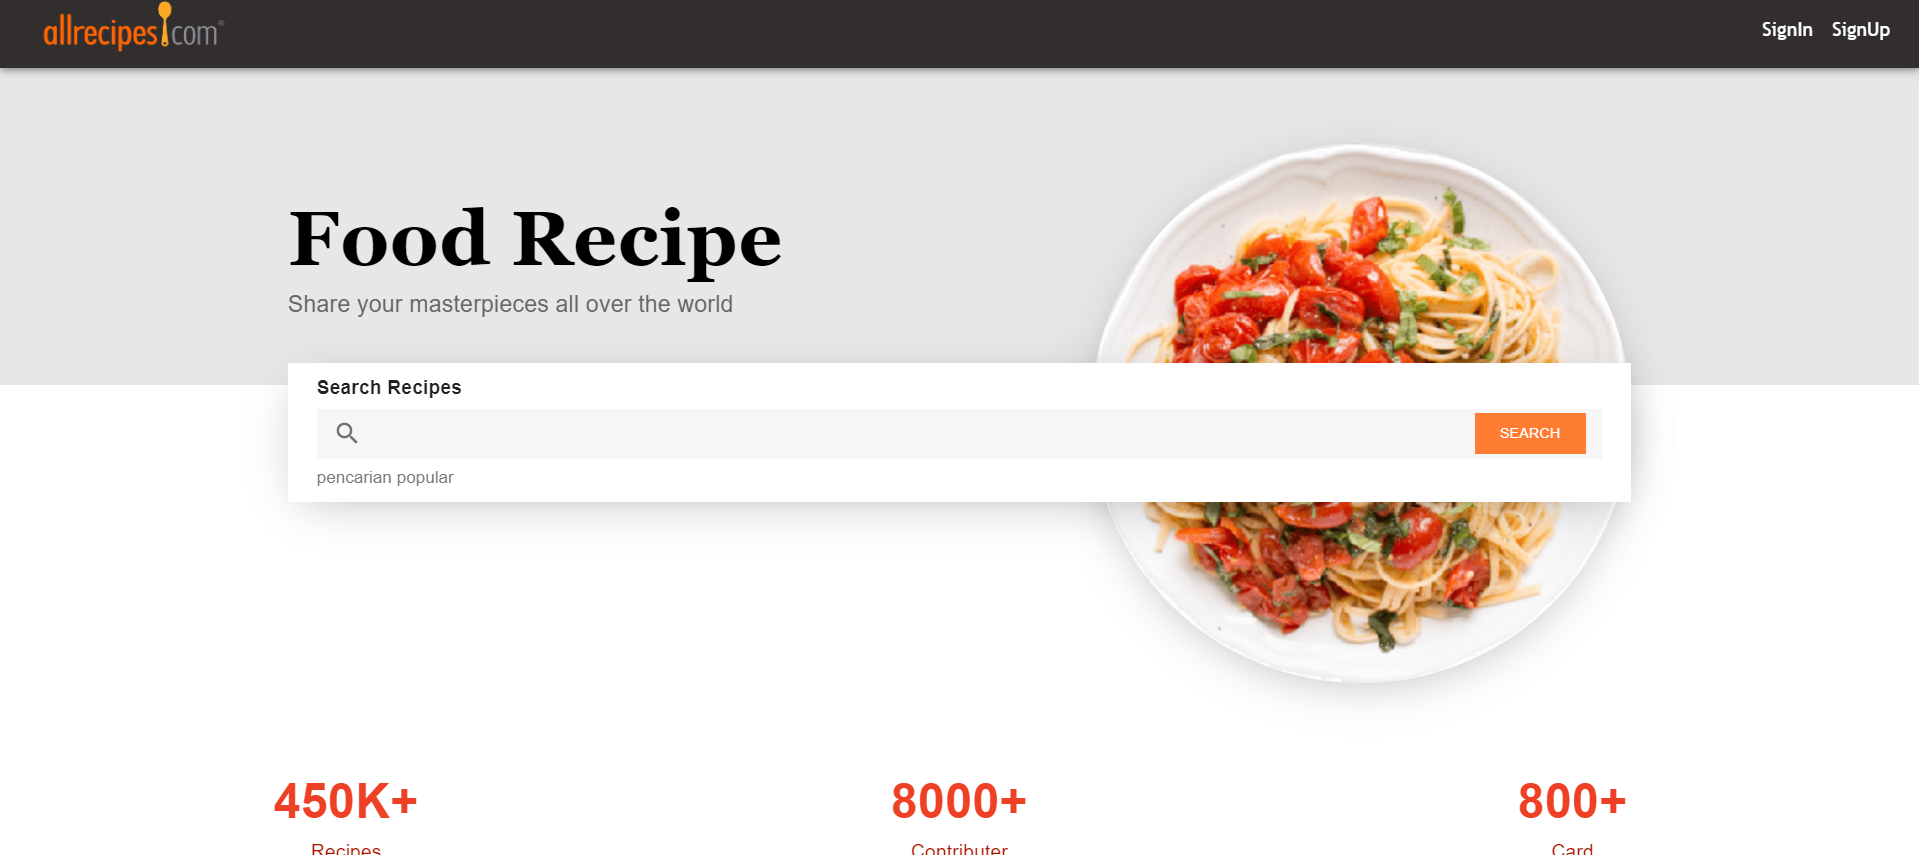 allrecipes.com®
SignIn SignUp
Food Recipe
Share your masterpieces all over the world
Search Recipes
SEARCH
pencarian popular
450K+ 8000+ 800+
Recipes Contributer Card